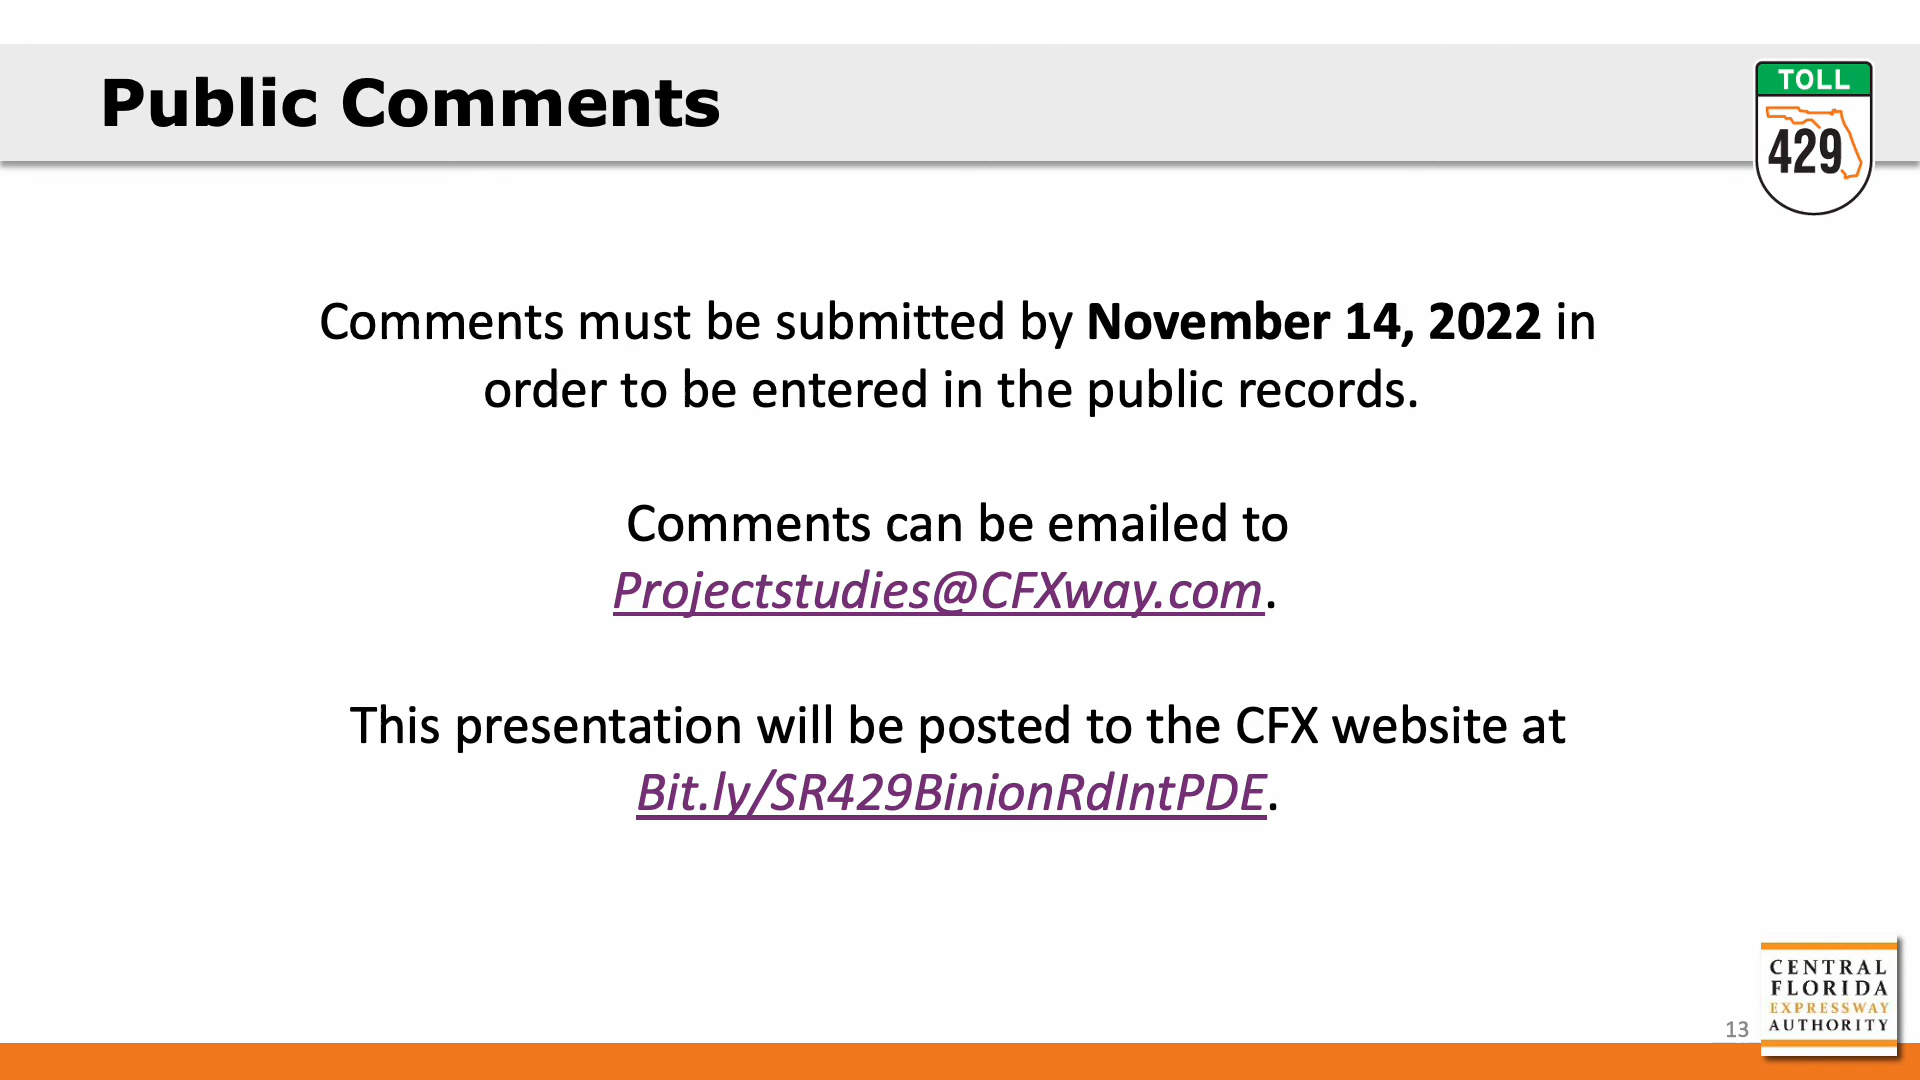 Public Comments
TOLL
429
Comments must be submitted by November 14, 2022 in
order to be entered in the public records.
Comments can be emailed to
Projectstudies@CFXway.com.
This presentation will be posted to the CFX website at
Bit.ly/SR429BinionRdIntPDE.
CENTRAL
FLORIDA
EXPRESSWAY
AUTHORITY
13